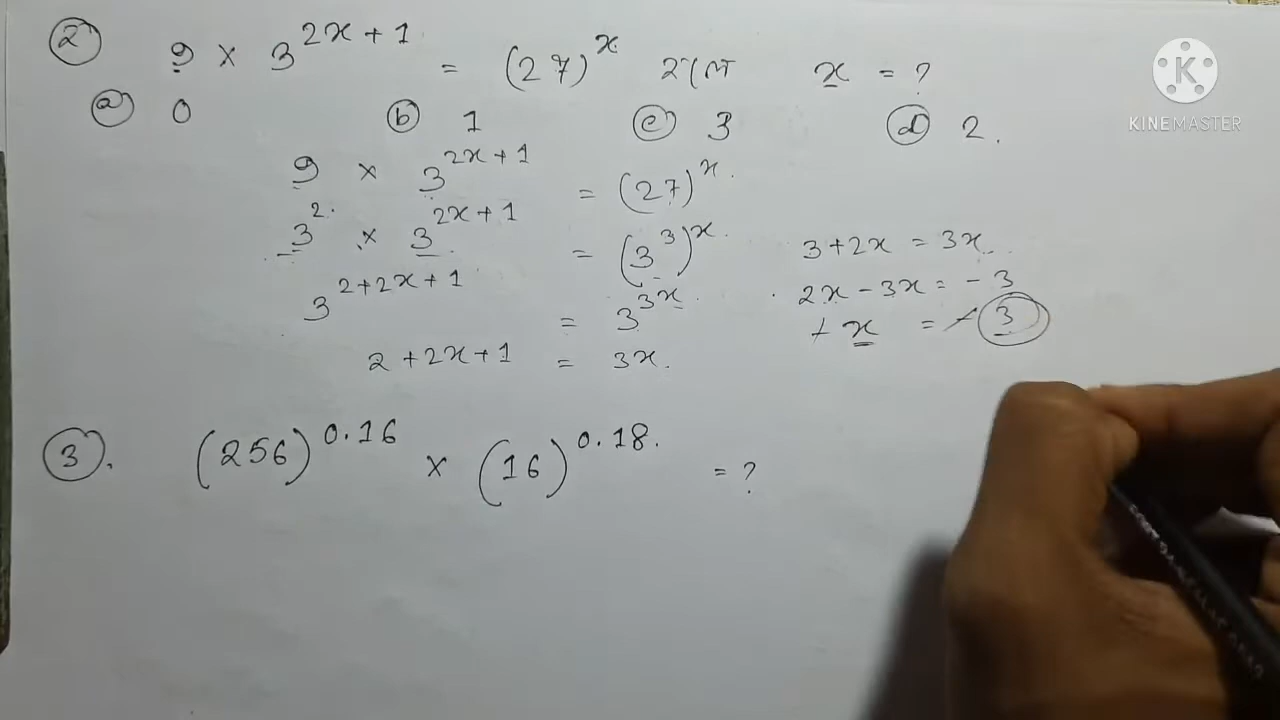 ② 9 × 3^{2x+1} = (27)^x হলে x = ?
ⓐ 0 ⓑ 1 ⓒ 3 ⓓ 2.
9 × 3^{2x+1} = (27)^x.
3^{2.} × 3^{2x+1} = (3^3)^x.
3^{2+2x+1} = 3^{3x}.
2+2x+1 = 3x.
3+2x = 3x.
2x-3x = -3
+x = +3
③. (256)^{0.16} × (16)^{0.18.} = ?
K
KINEMASTER